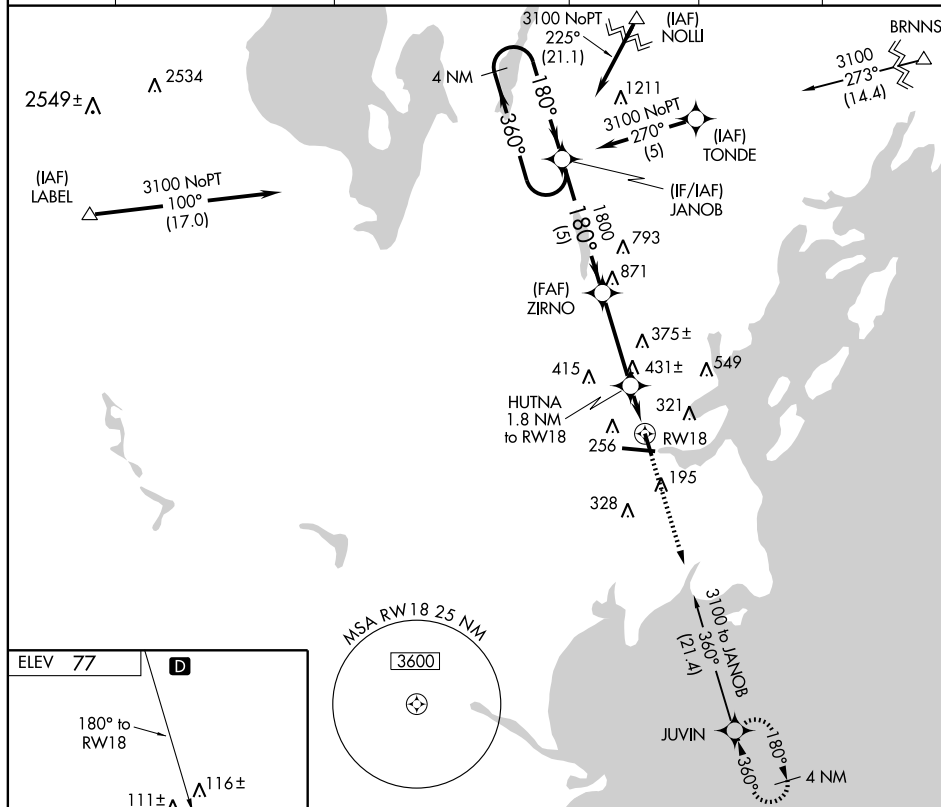 3100 NoPT
225°
(21.1)
(IAF)
NOLLI
BRNNS
3100
273°
(14.4)
4 NM
180°
360°
2534
2549 ±
1211
3100 NoPT
270°
(5)
(IAF)
TONDE
(IAF)
LABEL
3100 NoPT
100°
(17.0)
(IF/IAF)
JANOB
1800
180°
(5)
793
871
(FAF)
ZIRNO
375±
415
431±
549
HUTNA
1.8 NM
to RW18
321
256
RW18
195
328
MSA RW18 25 NM
3600
3100 to JANOB
360°
(21.4)
JUVIN
180°
360°
4 NM
ELEV 77
D
180° to
RW18
116±
111±